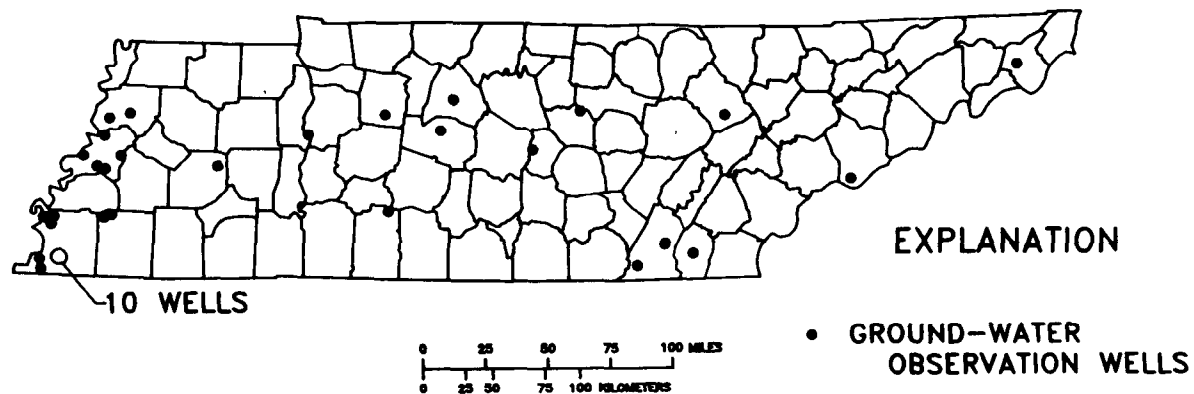 10 WELLS
EXPLANATION
GROUND-WATER
OBSERVATION WELLS
0 25 50 75 100 MILES
0 25 50 75 100 KILOMETERS